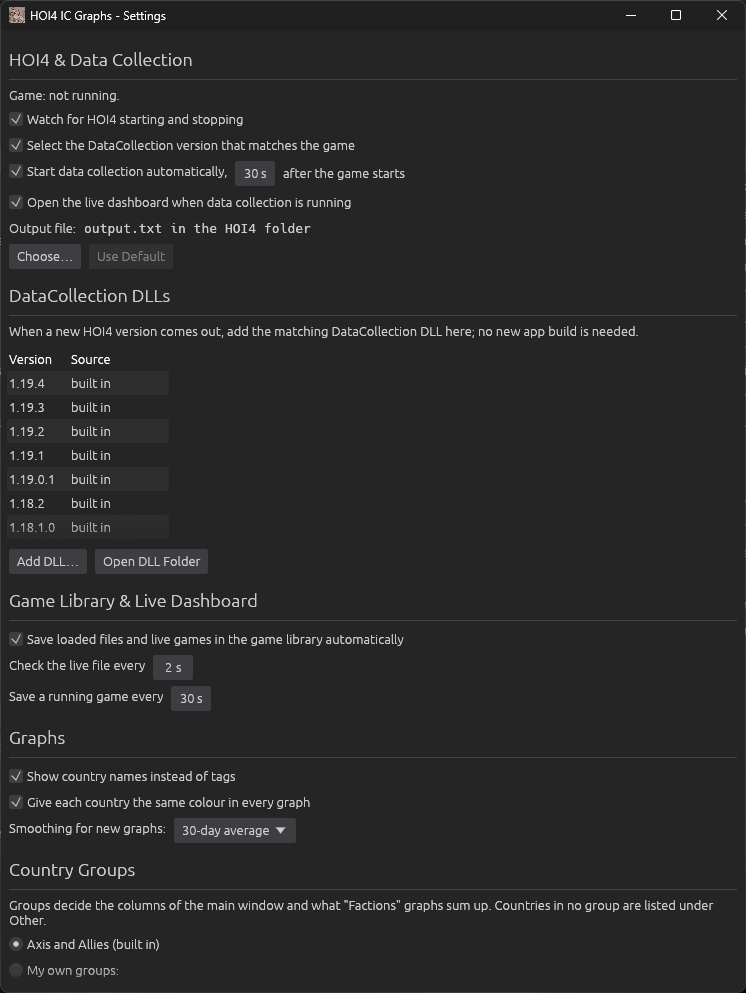 HOI4 IC Graphs - Settings
HOI4 & Data Collection
Game: not running.
Watch for HOI4 starting and stopping
Select the DataCollection version that matches the game
Start data collection automatically, 30 s after the game starts
Open the live dashboard when data collection is running
Output file: output.txt in the HOI4 folder
Choose... Use Default
DataCollection DLLs
When a new HOI4 version comes out, add the matching DataCollection DLL here; no new app build is needed.
Version Source
1.19.4 built in
1.19.3 built in
1.19.2 built in
1.19.1 built in
1.19.0.1 built in
1.18.2 built in
1.18.1.0 built in
Add DLL... Open DLL Folder
Game Library & Live Dashboard
Save loaded files and live games in the game library automatically
Check the live file every 2 s
Save a running game every 30 s
Graphs
Show country names instead of tags
Give each country the same colour in every graph
Smoothing for new graphs: 30-day average
Country Groups
Groups decide the columns of the main window and what "Factions" graphs sum up. Countries in no group are listed under
Other.
Axis and Allies (built in)
My own groups: